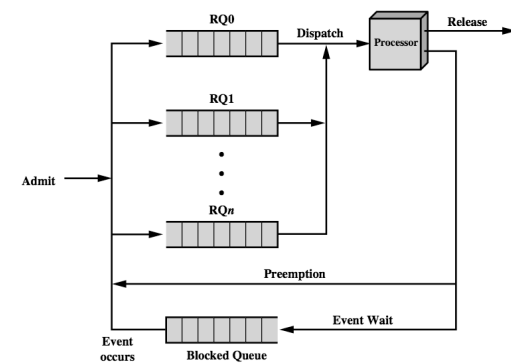 RQ0
Release
Dispatch
Processor
RQ1
Admit
RQn
Preemption
Event Wait
Event
occurs
Blocked Queue